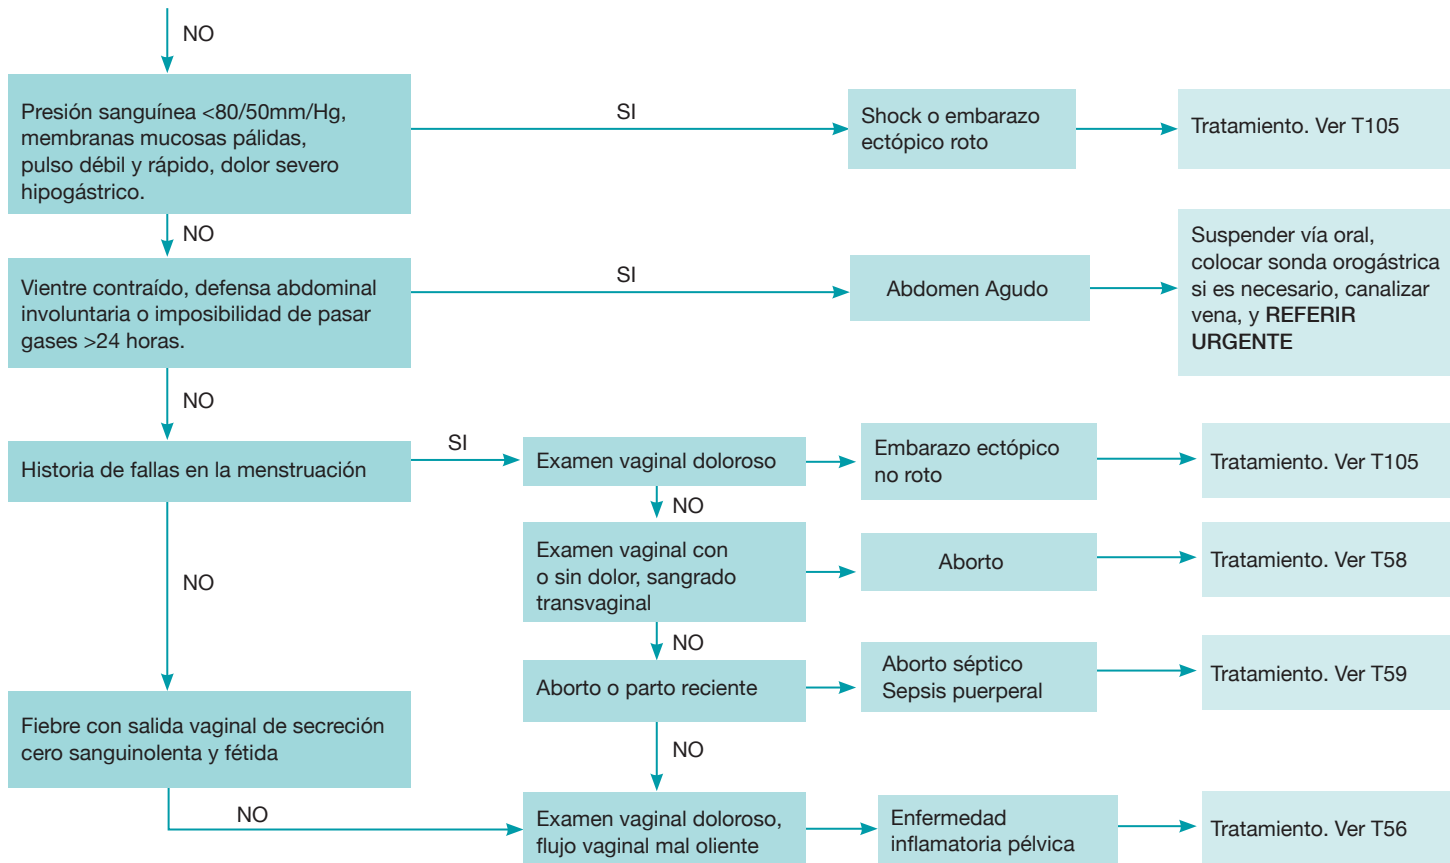 NO
Presión sanguínea <80/50mm/Hg,
membranas mucosas pálidas,
pulso débil y rápido, dolor severo
hipogástrico.
SI
Shock o embarazo
ectópico roto
Tratamiento. Ver T105
NO
Vientre contraído, defensa abdominal
involuntaria o imposibilidad de pasar
gases >24 horas.
SI
Abdomen Agudo
Suspender vía oral,
colocar sonda orogástrica
si es necesario, canalizar
vena, y REFERIR
URGENTE
NO
Historia de fallas en la menstruación
SI
Examen vaginal doloroso
Embarazo ectópico
no roto
Tratamiento. Ver T105
NO
Examen vaginal con
o sin dolor, sangrado
transvaginal
Aborto
Tratamiento. Ver T58
NO
NO
Aborto o parto reciente
Aborto séptico
Sepsis puerperal
Tratamiento. Ver T59
Fiebre con salida vaginal de secreción
cero sanguinolenta y fétida
NO
NO
Examen vaginal doloroso,
flujo vaginal mal oliente
Enfermedad
inflamatoria pélvica
Tratamiento. Ver T56